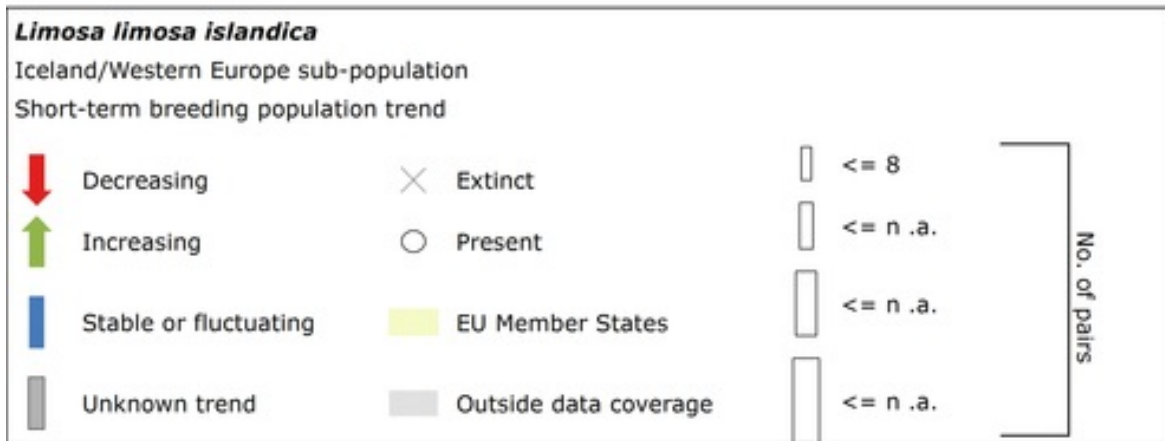 Limosa limosa islandica
Iceland/Western Europe sub-population
Short-term breeding population trend
Decreasing
Increasing
Stable or fluctuating
Unknown trend
Extinct
Present
EU Member States
Outside data coverage
<= 8
<= n .a.
<= n .a.
<= n .a.
No. of pairs